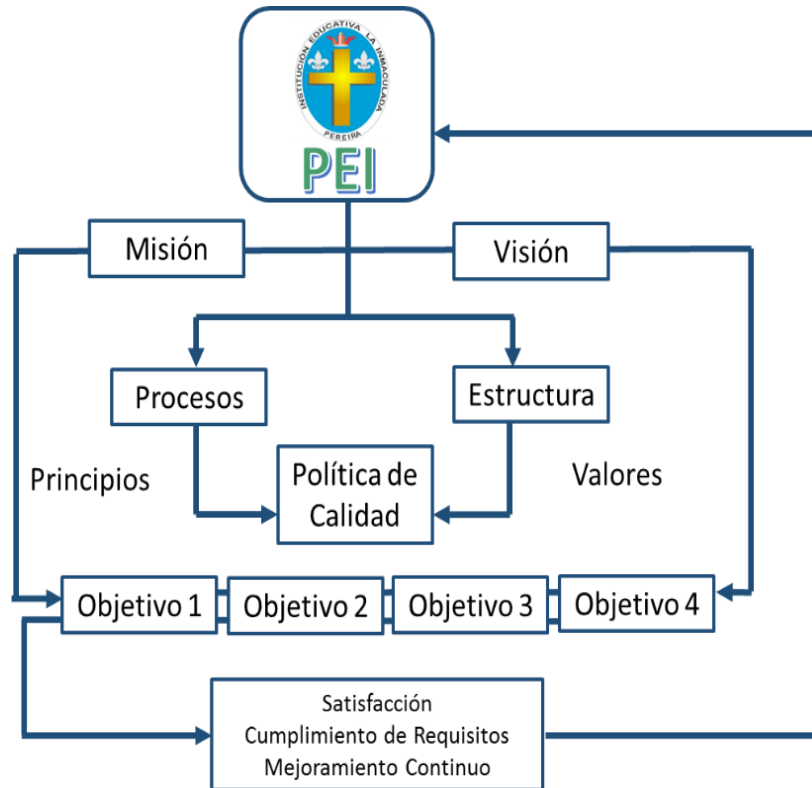 INSTITUCIÓN EDUCATIVA LA INMACULADA
PEREIRA
PEI
Misión
Visión
Procesos
Estructura
Principios
Política de
Calidad
Valores
Objetivo 1
Objetivo 2
Objetivo 3
Objetivo 4
Satisfacción
Cumplimiento de Requisitos
Mejoramiento Continuo